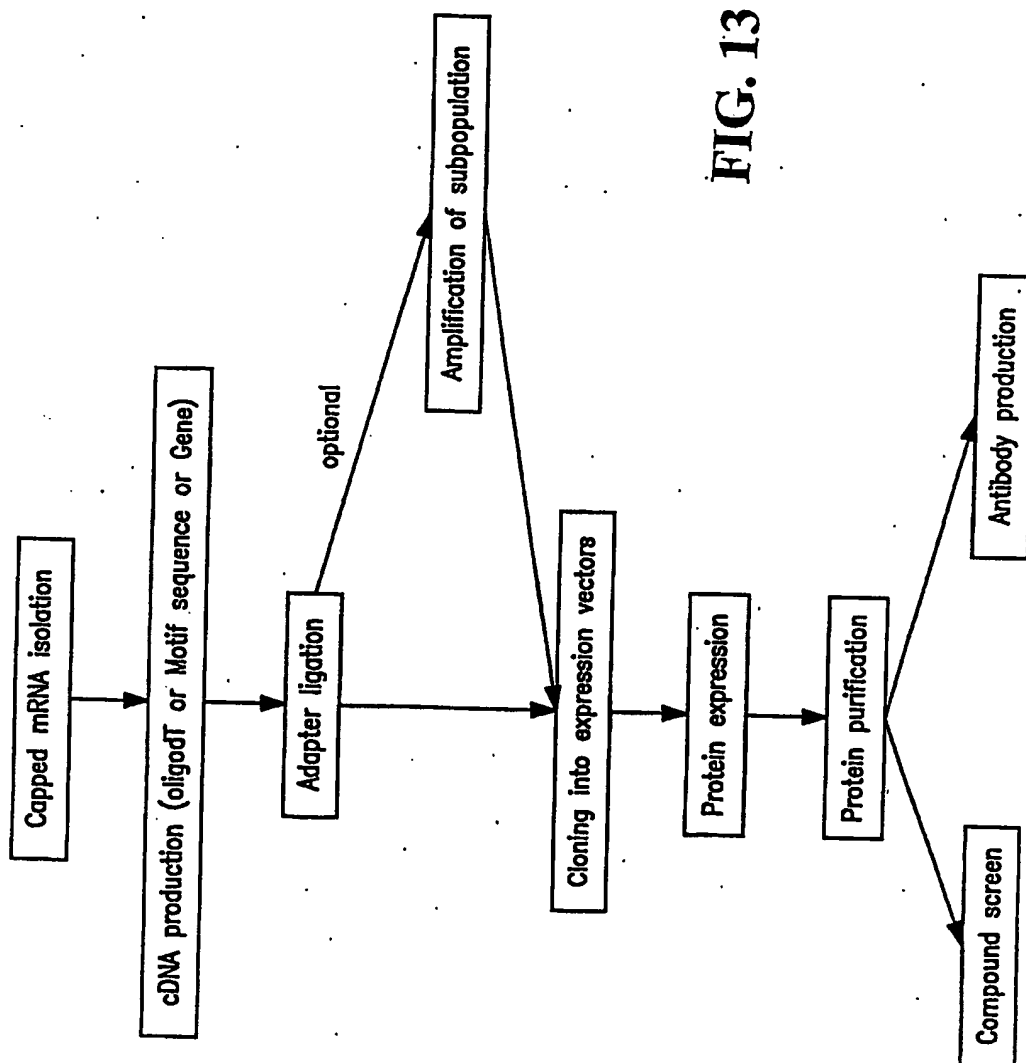 Capped mRNA isolation
cDNA production (oligodT or Motif sequence or Gene)
Adapter ligation
optional
Amplification of subpopulation
Cloning into expression vectors
Protein expression
Protein purification
Compound screen
Antibody production
FIG. 13